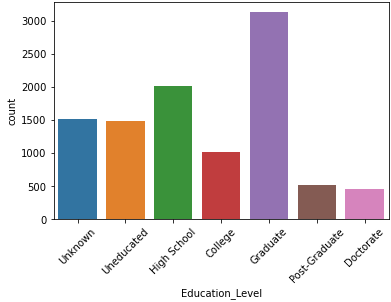 3000
2500
2000
1500
1000
500
0
count
Unknown
Uneducated
High School
College
Graduate
Post-Graduate
Doctorate
Education_Level